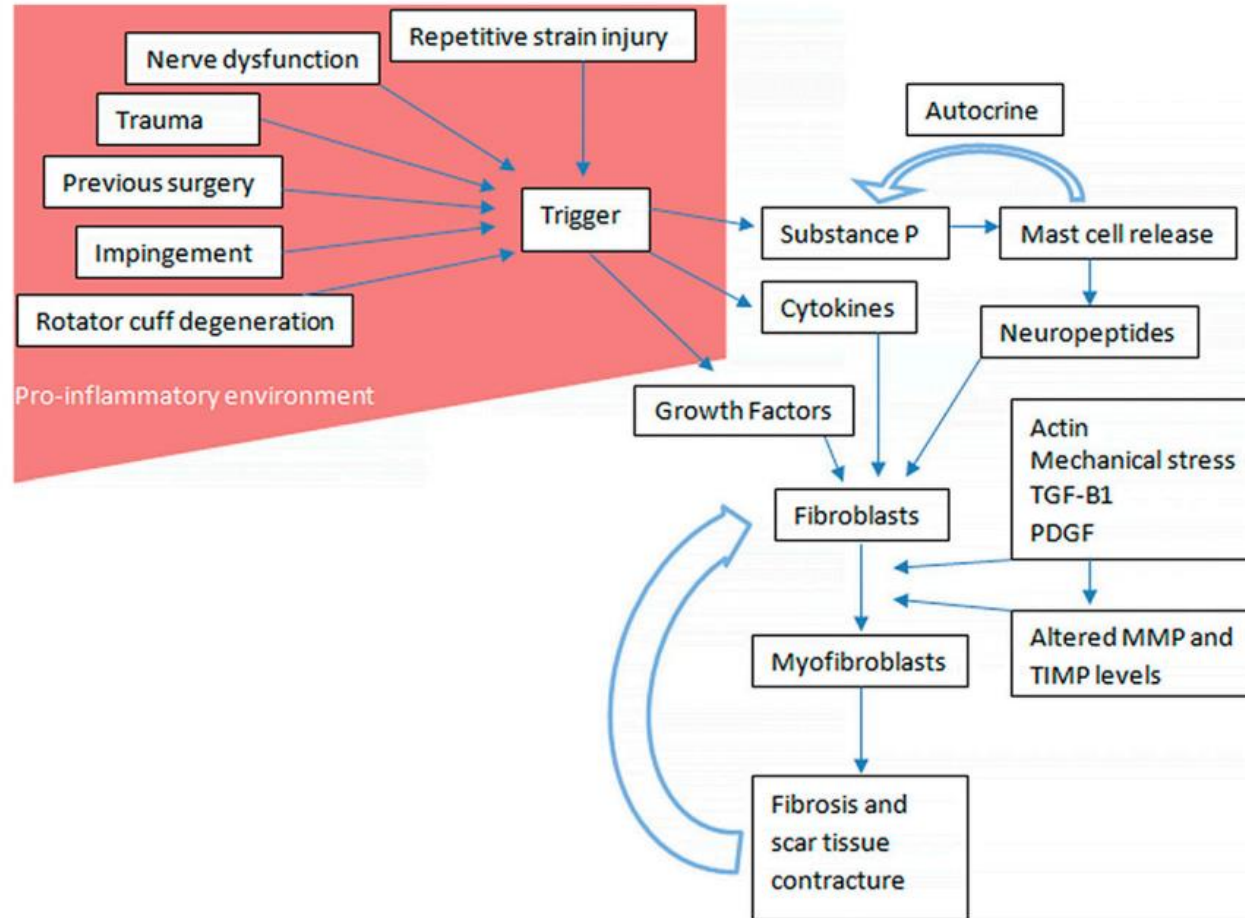 Repetitive strain injury
Nerve dysfunction
Trauma
Previous surgery
Impingement
Rotator cuff degeneration
Pro-inflammatory environment
Trigger
Autocrine
Substance P
Mast cell release
Cytokines
Neuropeptides
Growth Factors
Actin
Mechanical stress
TGF-B1
PDGF
Fibroblasts
Altered MMP and
TIMP levels
Myofibroblasts
Fibrosis and
scar tissue
contracture